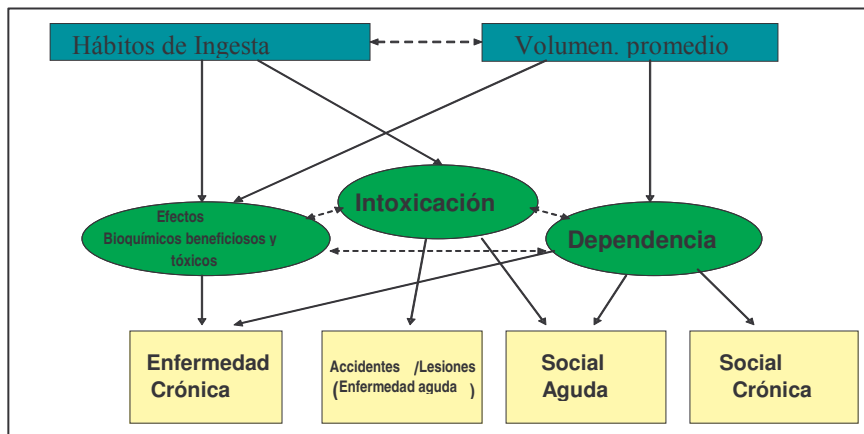 Hábitos de Ingesta
Volumen. promedio
Efectos
Bioquímicos beneficiosos y
tóxicos
Intoxicación
Dependencia
Enfermedad
Crónica
Accidentes /Lesiones
(Enfermedad aguda )
Social
Aguda
Social
Crónica